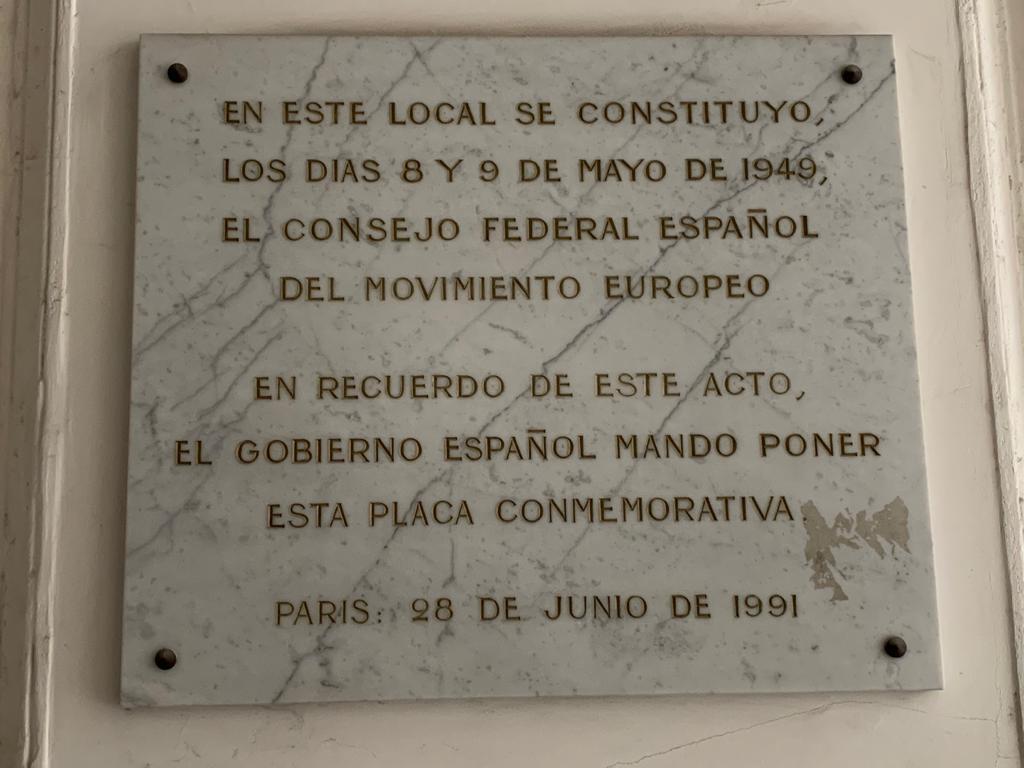 EN ESTE LOCAL SE CONSTITUYO,
LOS DIAS 8 Y 9 DE MAYO DE 1949,
EL CONSEJO FEDERAL ESPAÑOL
DEL MOVIMIENTO EUROPEO
EN RECUERDO DE ESTE ACTO,
EL GOBIERNO ESPAÑOL MANDO PONER
ESTA PLACA CONMEMORATIVA.
PARIS: 28 DE JUNIO DE 1991